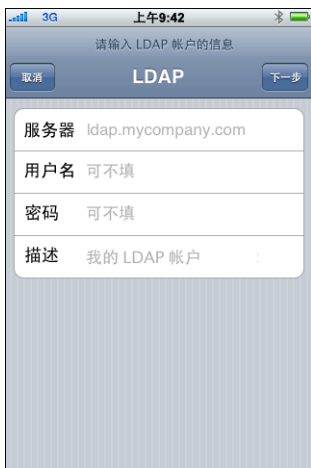 3G 上午9:42
请输入 LDAP 帐户的信息
取消 LDAP 下一步
服务器 ldap.mycompany.com
用户名 可不填
密码 可不填
描述 我的 LDAP 帐户